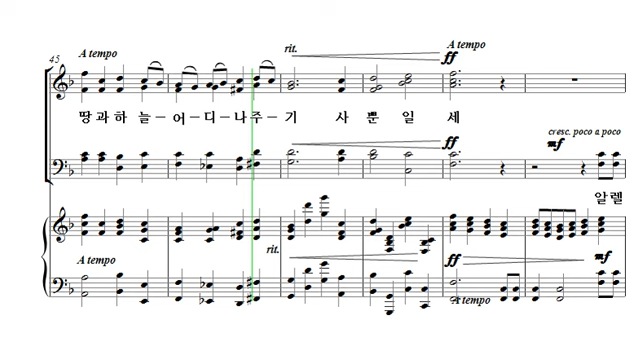 45 A tempo rit. A tempo
ff
땅과하 늘－어－디－나주－기 사 뿐 일 세
cresc. poco a poco
ff mf
알렐
A tempo rit. ff mf
A tempo